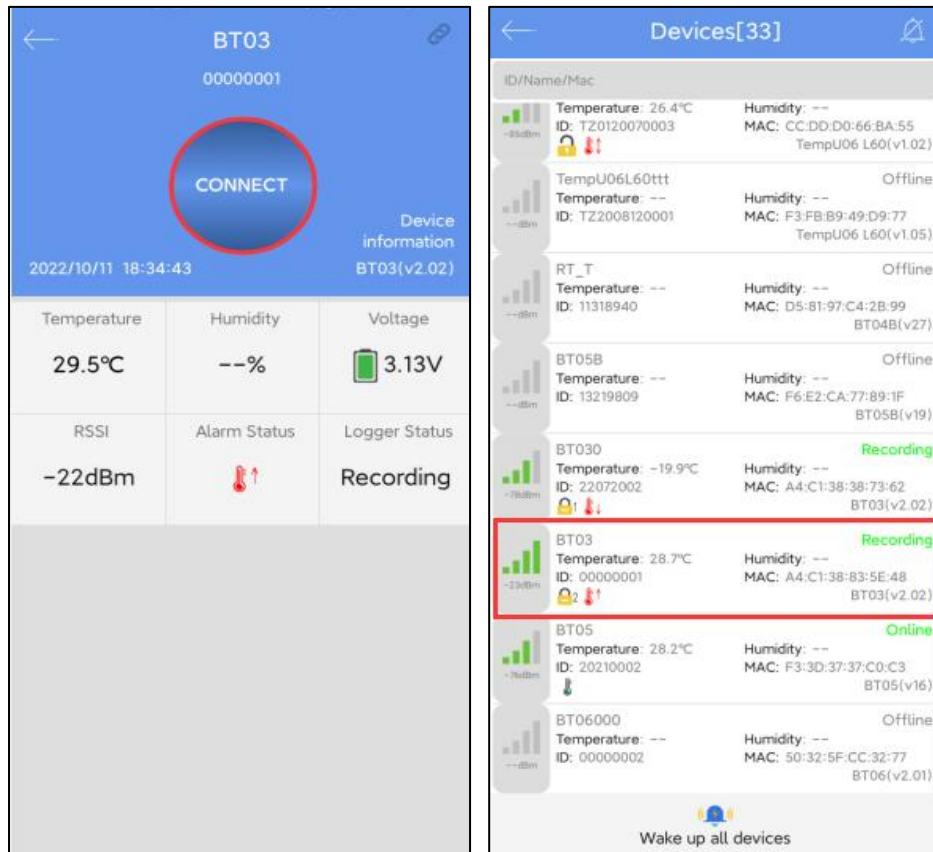 BT03
00000001
CONNECT
Device
information
2022/10/11 18:34:43
BT03(v2.02)
Temperature
Humidity
Voltage
29.5℃
--%
3.13V
RSSI
Alarm Status
Logger Status
-22dBm
Recording
Devices[33]
ID/Name/Mac
Temperature: 26.4℃ Humidity: --
ID: TZ0120070003 MAC: CC:DD:D0:66:BA:55
TempU06 L60(v1.02)
TempU06L60ttt Offline
Temperature: -- Humidity: --
--dBm
ID: TZ2008120001 MAC: F3:FB:B9:49:D9:77
TempU06 L60(v1.05)
RT_T Offline
Temperature: -- Humidity: --
--dBm
ID: 11318940 MAC: D5:81:97:C4:2B:99
BT04B(v27)
BT05B Offline
Temperature: -- Humidity: --
--dBm
ID: 13219809 MAC: F6:E2:CA:77:89:1F
BT05B(v19)
BT030 Recording
Temperature: -19.9℃ Humidity: --
ID: 22072002 MAC: A4:C1:38:38:73:62
1
BT03(v2.02)
BT03 Recording
Temperature: 28.7℃ Humidity: --
-23dBm
ID: 00000001 MAC: A4:C1:38:83:5E:48
2
BT03(v2.02)
BT05 Online
Temperature: 28.2℃ Humidity: --
ID: 20210002 MAC: F3:3D:37:37:C0:C3
BT05(v16)
BT06000 Offline
Temperature: -- Humidity: --
--dBm
ID: 00000002 MAC: 50:32:5F:CC:32:77
BT06(v2.01)
Wake up all devices